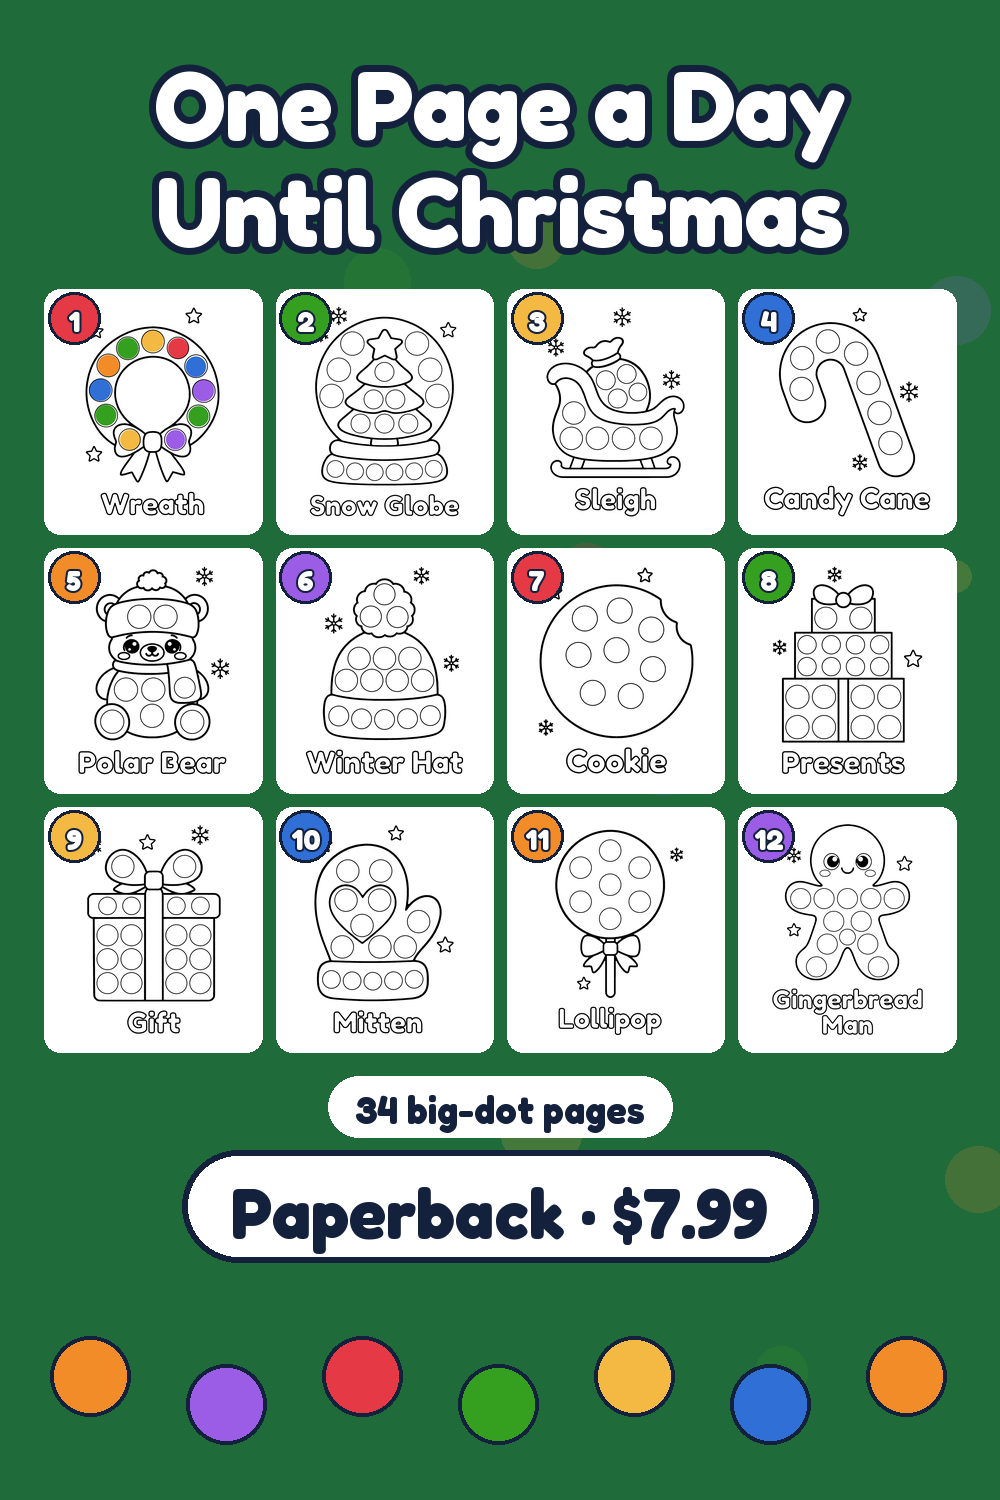 One Page a Day
Until Christmas
1
Wreath
2
Snow Globe
3
Sleigh
4
Candy Cane
5
Polar Bear
6
Winter Hat
7
Cookie
8
Presents
9
Gift
10
Mitten
11
Lollipop
12
Gingerbread
Man
34 big-dot pages
Paperback · $7.99